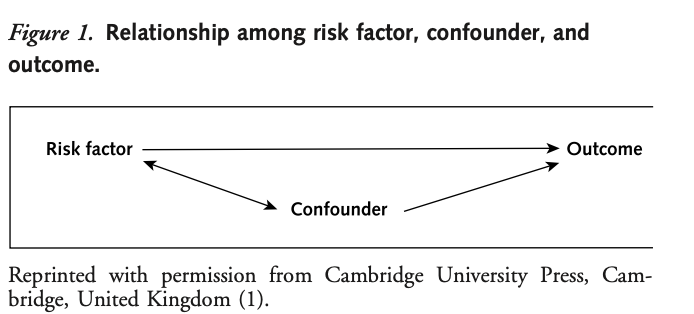 Figure 1. Relationship among risk factor, confounder, and
outcome.
Risk factor
Outcome
Confounder
Reprinted with permission from Cambridge University Press, Cam-
bridge, United Kingdom (1).